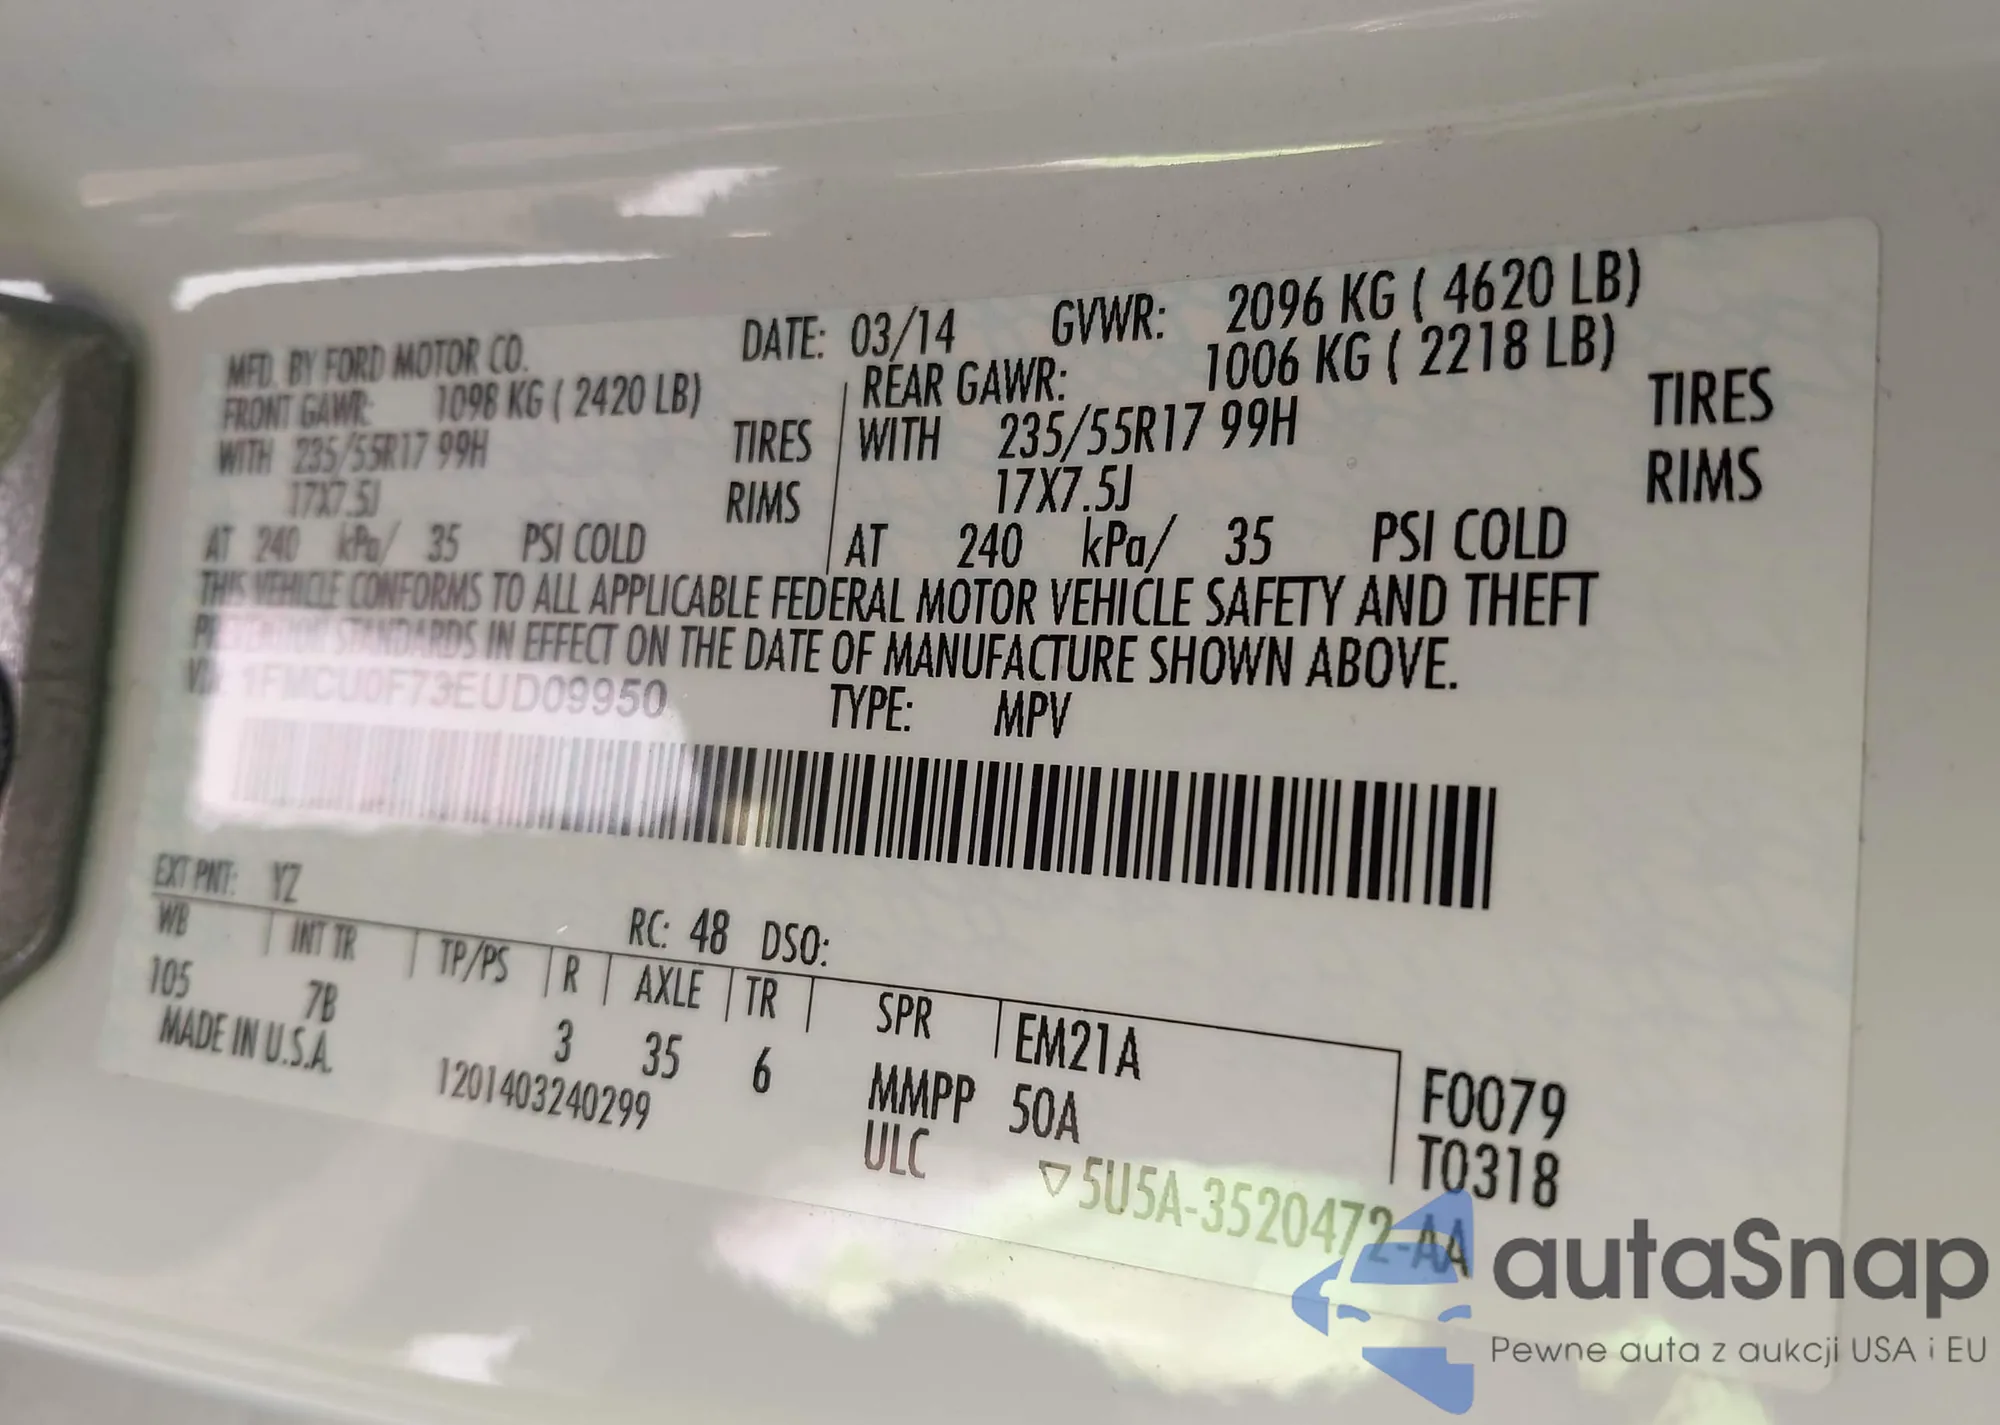 MFD. BY FORD MOTOR CO. DATE: 03/14 GVWR: 2096 KG ( 4620 LB)
FRONT GAWR: 1098 KG ( 2420 LB) REAR GAWR: 1006 KG ( 2218 LB)
WITH 235/55R17 99H TIRES WITH 235/55R17 99H TIRES
17X7.5J RIMS 17X7.5J RIMS
AT 240 kPa/ 35 PSI COLD AT 240 kPa/ 35 PSI COLD
THIS VEHICLE CONFORMS TO ALL APPLICABLE FEDERAL MOTOR VEHICLE SAFETY AND THEFT
PREVENTION STANDARDS IN EFFECT ON THE DATE OF MANUFACTURE SHOWN ABOVE.
VIN: 1FMCU0F73EUD09950 TYPE: MPV
EXT PNT: YZ RC: 48 DSO:
WB INT TR TP/PS R AXLE TR SPR EM21A F0079
105 7B 3 35 6 MMPP 50A T0318
MADE IN U.S.A. 1201403240299 ULC
▽5U5A-3520472-AA
autaSnap
Pewne auta z aukcji USA i EU